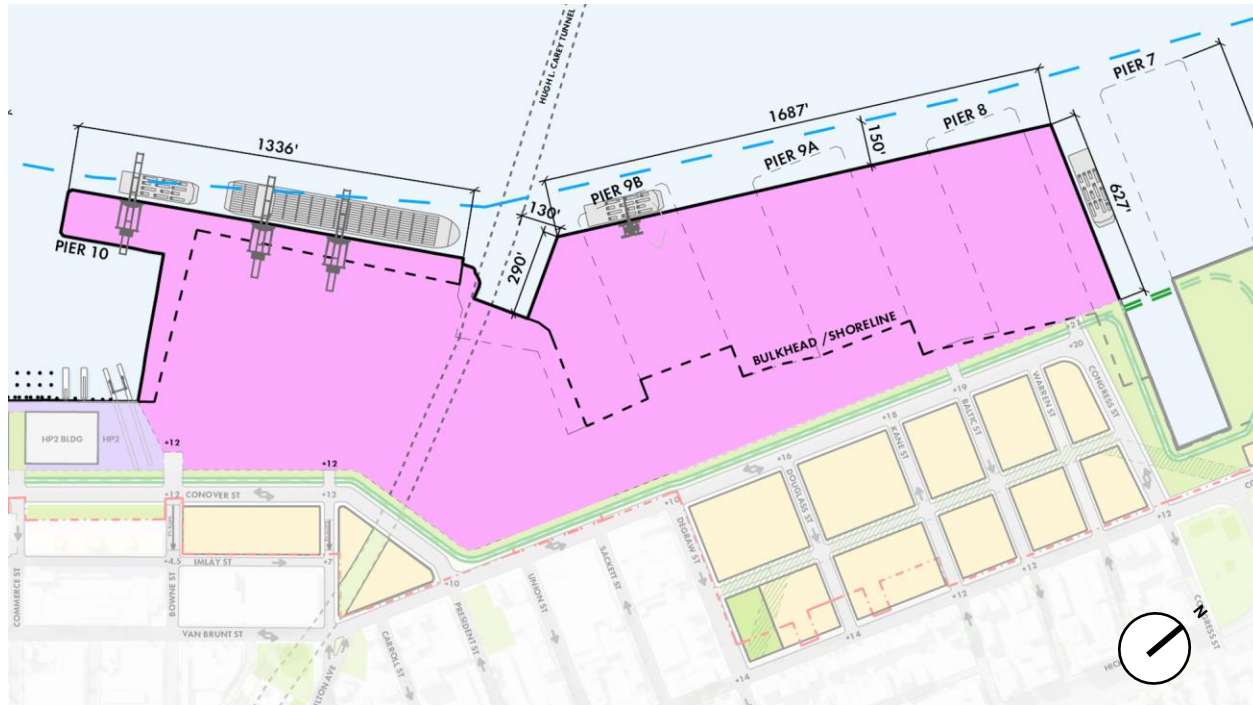 HUGH L. CAREY TUNNEL
PIER 7
1687'
PIER 8
150'
1336'
PIER 9A
PIER 9B
130'
627'
290'
PIER 10
BULKHEAD /SHORELINE
+21
+20
CONGRESS ST
WARREN ST
+19
BALTIC ST
+18
KANE ST
HP2 BLDG
HP2
+12
+12
+16
DOUGLASS ST
+12
CONOVER ST
+12
+10
DEGRAW ST
+12
+4.5
IMLAY ST
+7
COMMERCE ST
BOWNE ST
+10
SACKETT ST
UNION ST
PRESIDENT ST
+12
CONGRESS ST
VAN BRUNT ST
CARROLL ST
+14
+14
HIC
N